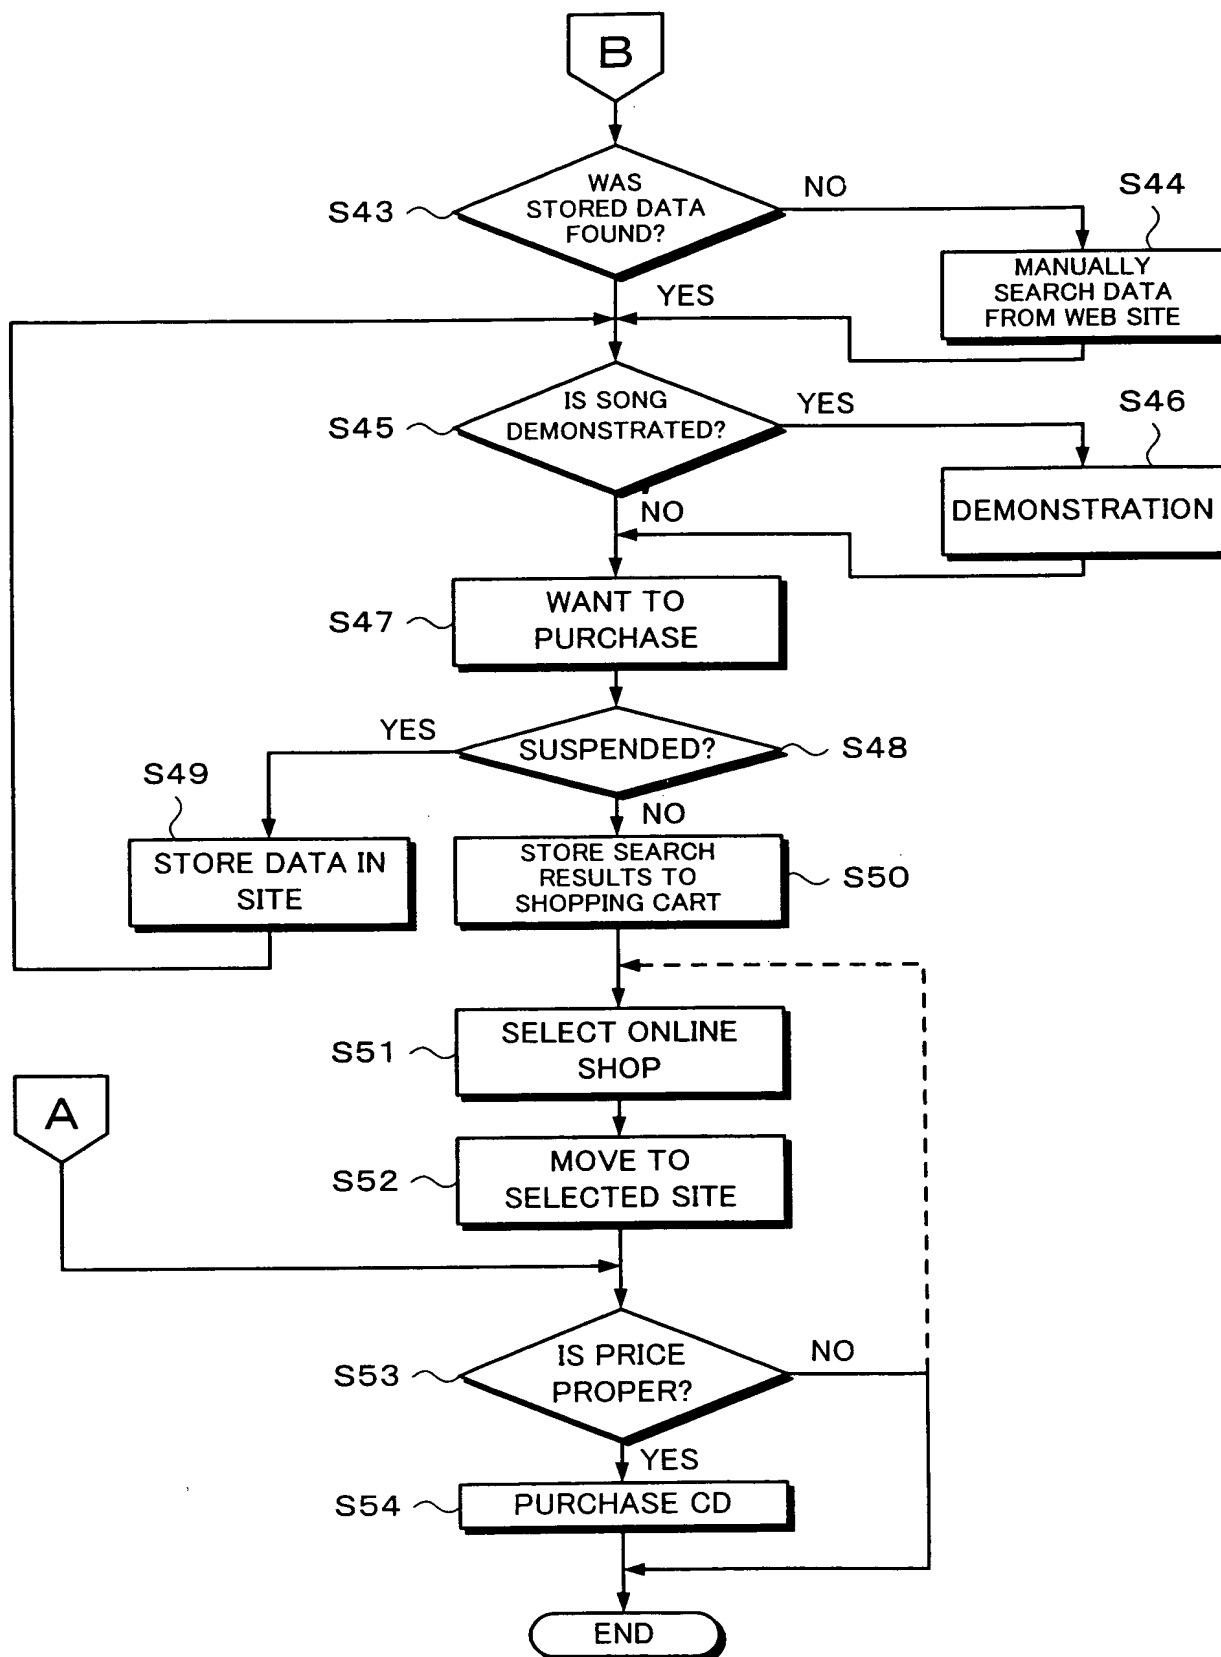 B
WAS
STORED DATA
FOUND?
S43
NO
S44
MANUALLY
SEARCH DATA
FROM WEB SITE
YES
IS SONG
DEMONSTRATED?
S45
YES
S46
DEMONSTRATION
NO
S47
WANT TO
PURCHASE
YES
SUSPENDED?
S48
S49
NO
STORE DATA IN
SITE
STORE SEARCH
RESULTS TO
SHOPPING CART
S50
S51
SELECT ONLINE
SHOP
A
S52
MOVE TO
SELECTED SITE
S53
IS PRICE
PROPER?
NO
YES
S54
PURCHASE CD
END